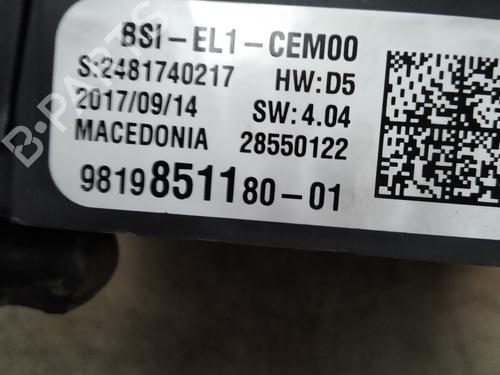 BSI-EL1-CEM00
S:2481740217 HW:D5
2017/09/14 SW:4.04
MACEDONIA 28550122
9819851180-01
B-PARTS